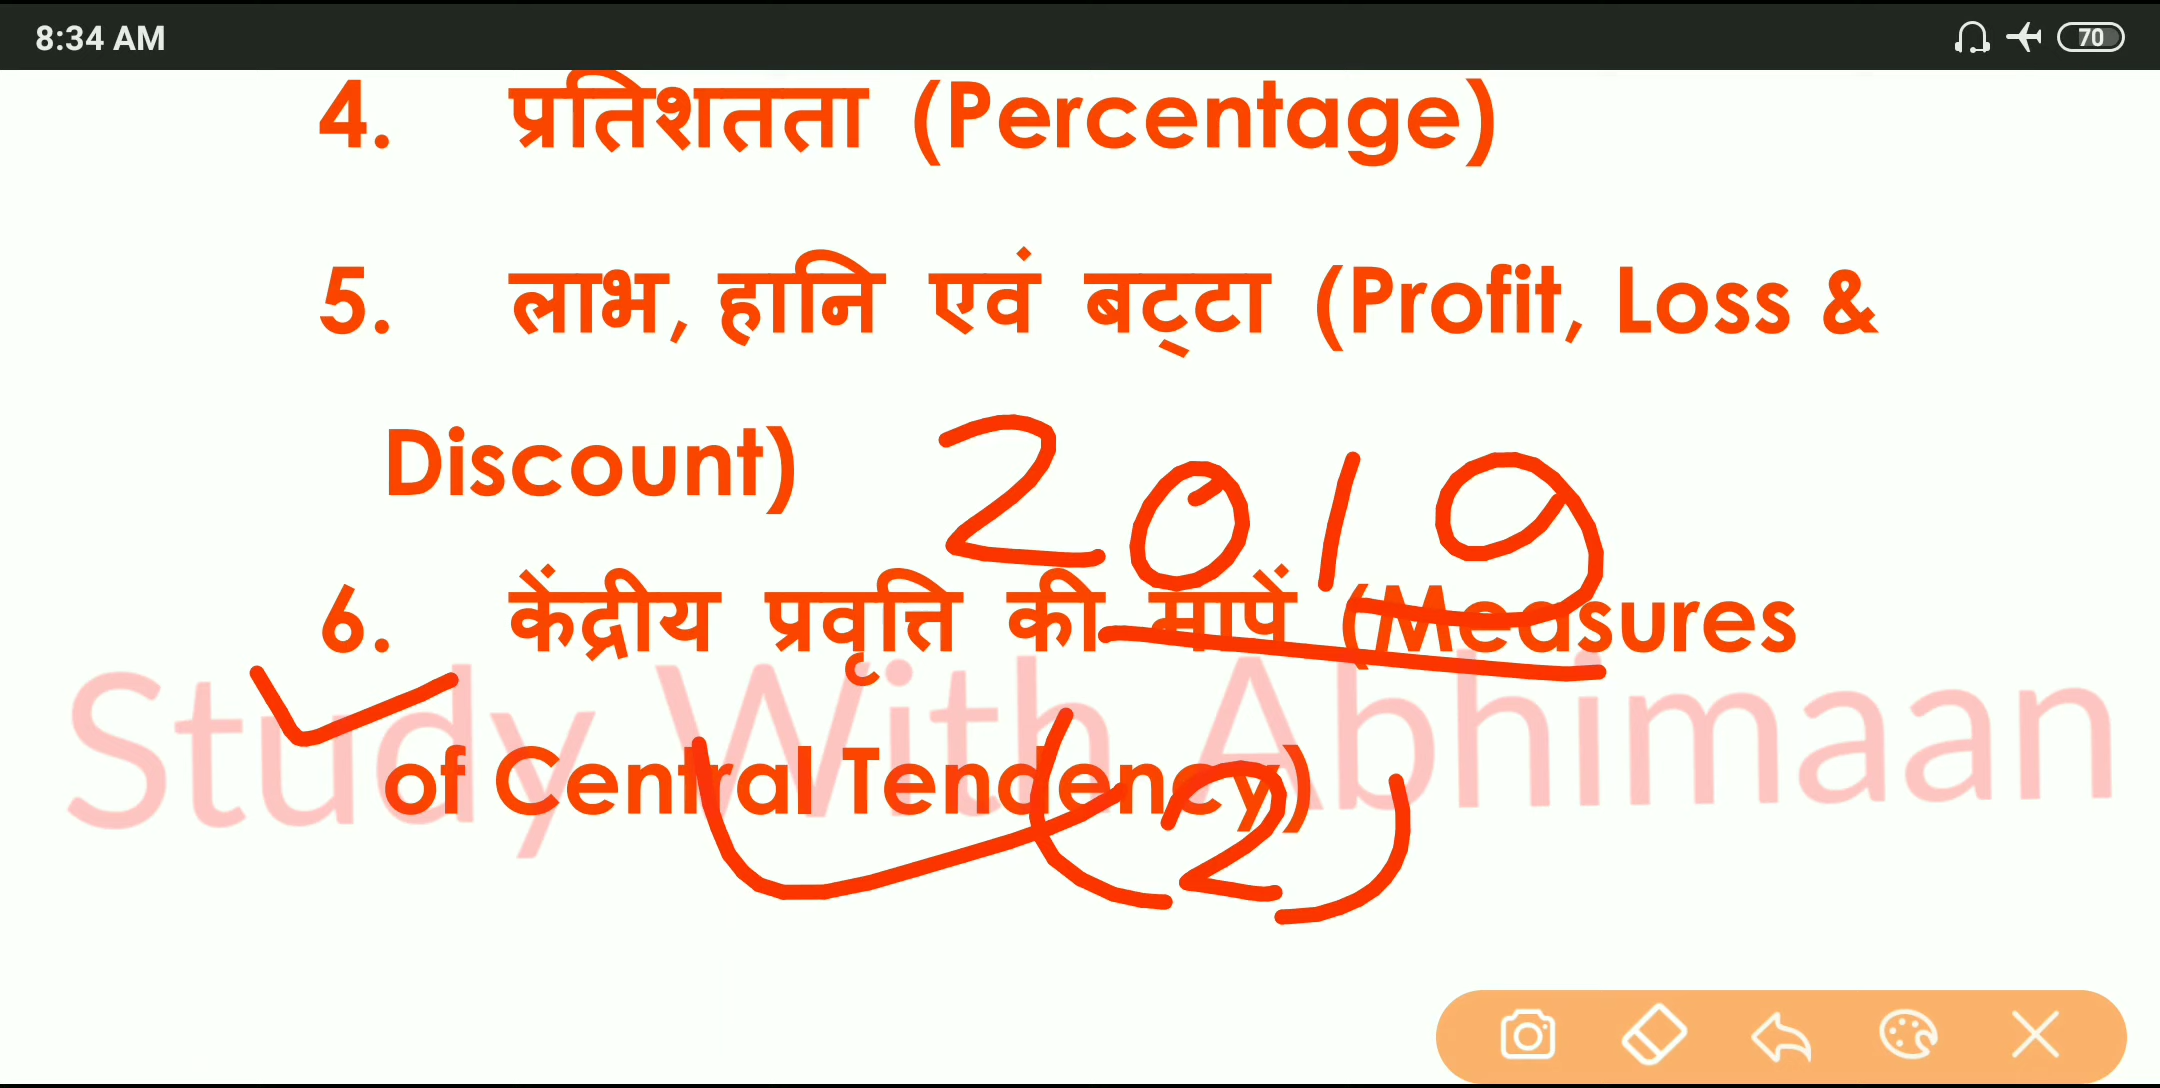 8:34 AM
70
4. प्रतिशतता (Percentage)
5. लाभ, हानि एवं बट्टा (Profit, Loss &
Discount)
2019
6. केंद्रीय प्रवृत्ति की मापें (Measures
of Central Tendency)
(2)
Study With Abhimaan